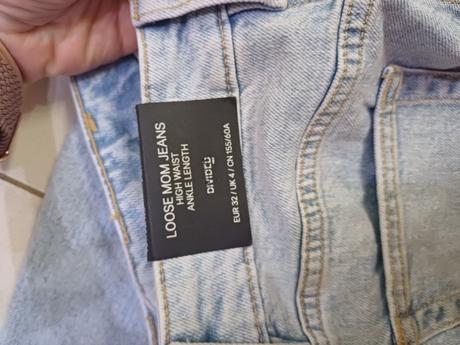 LOOSE MOM JEANS
HIGH WAIST
ANKLE LENGTH
DIVIDED
EUR 32 / UK 4 / CN 155/60A